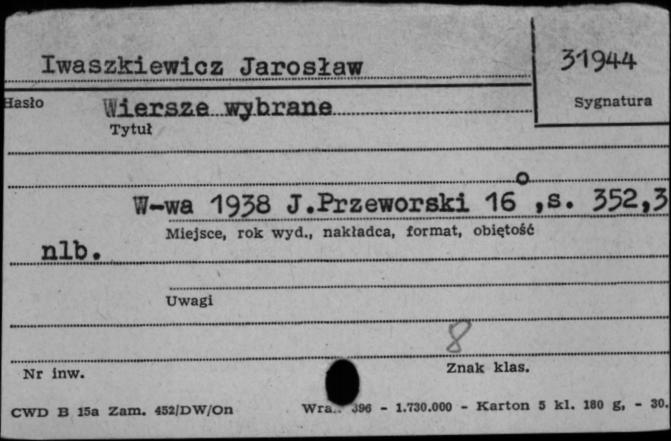 Iwaszkiewicz Jarosław
31944
Hasło
Wiersze wybrane
Sygnatura
Tytuł
W-wa 1938 J.Przeworski 16°,s. 352,3
Miejsce, rok wyd., nakładca, format, objętość
nlb.
Uwagi
8
Nr inw.
Znak klas.
CWD B 15a Zam. 452/DW/On 396 - 1.730.000 - Karton 5 kl. 180 g, - 30.